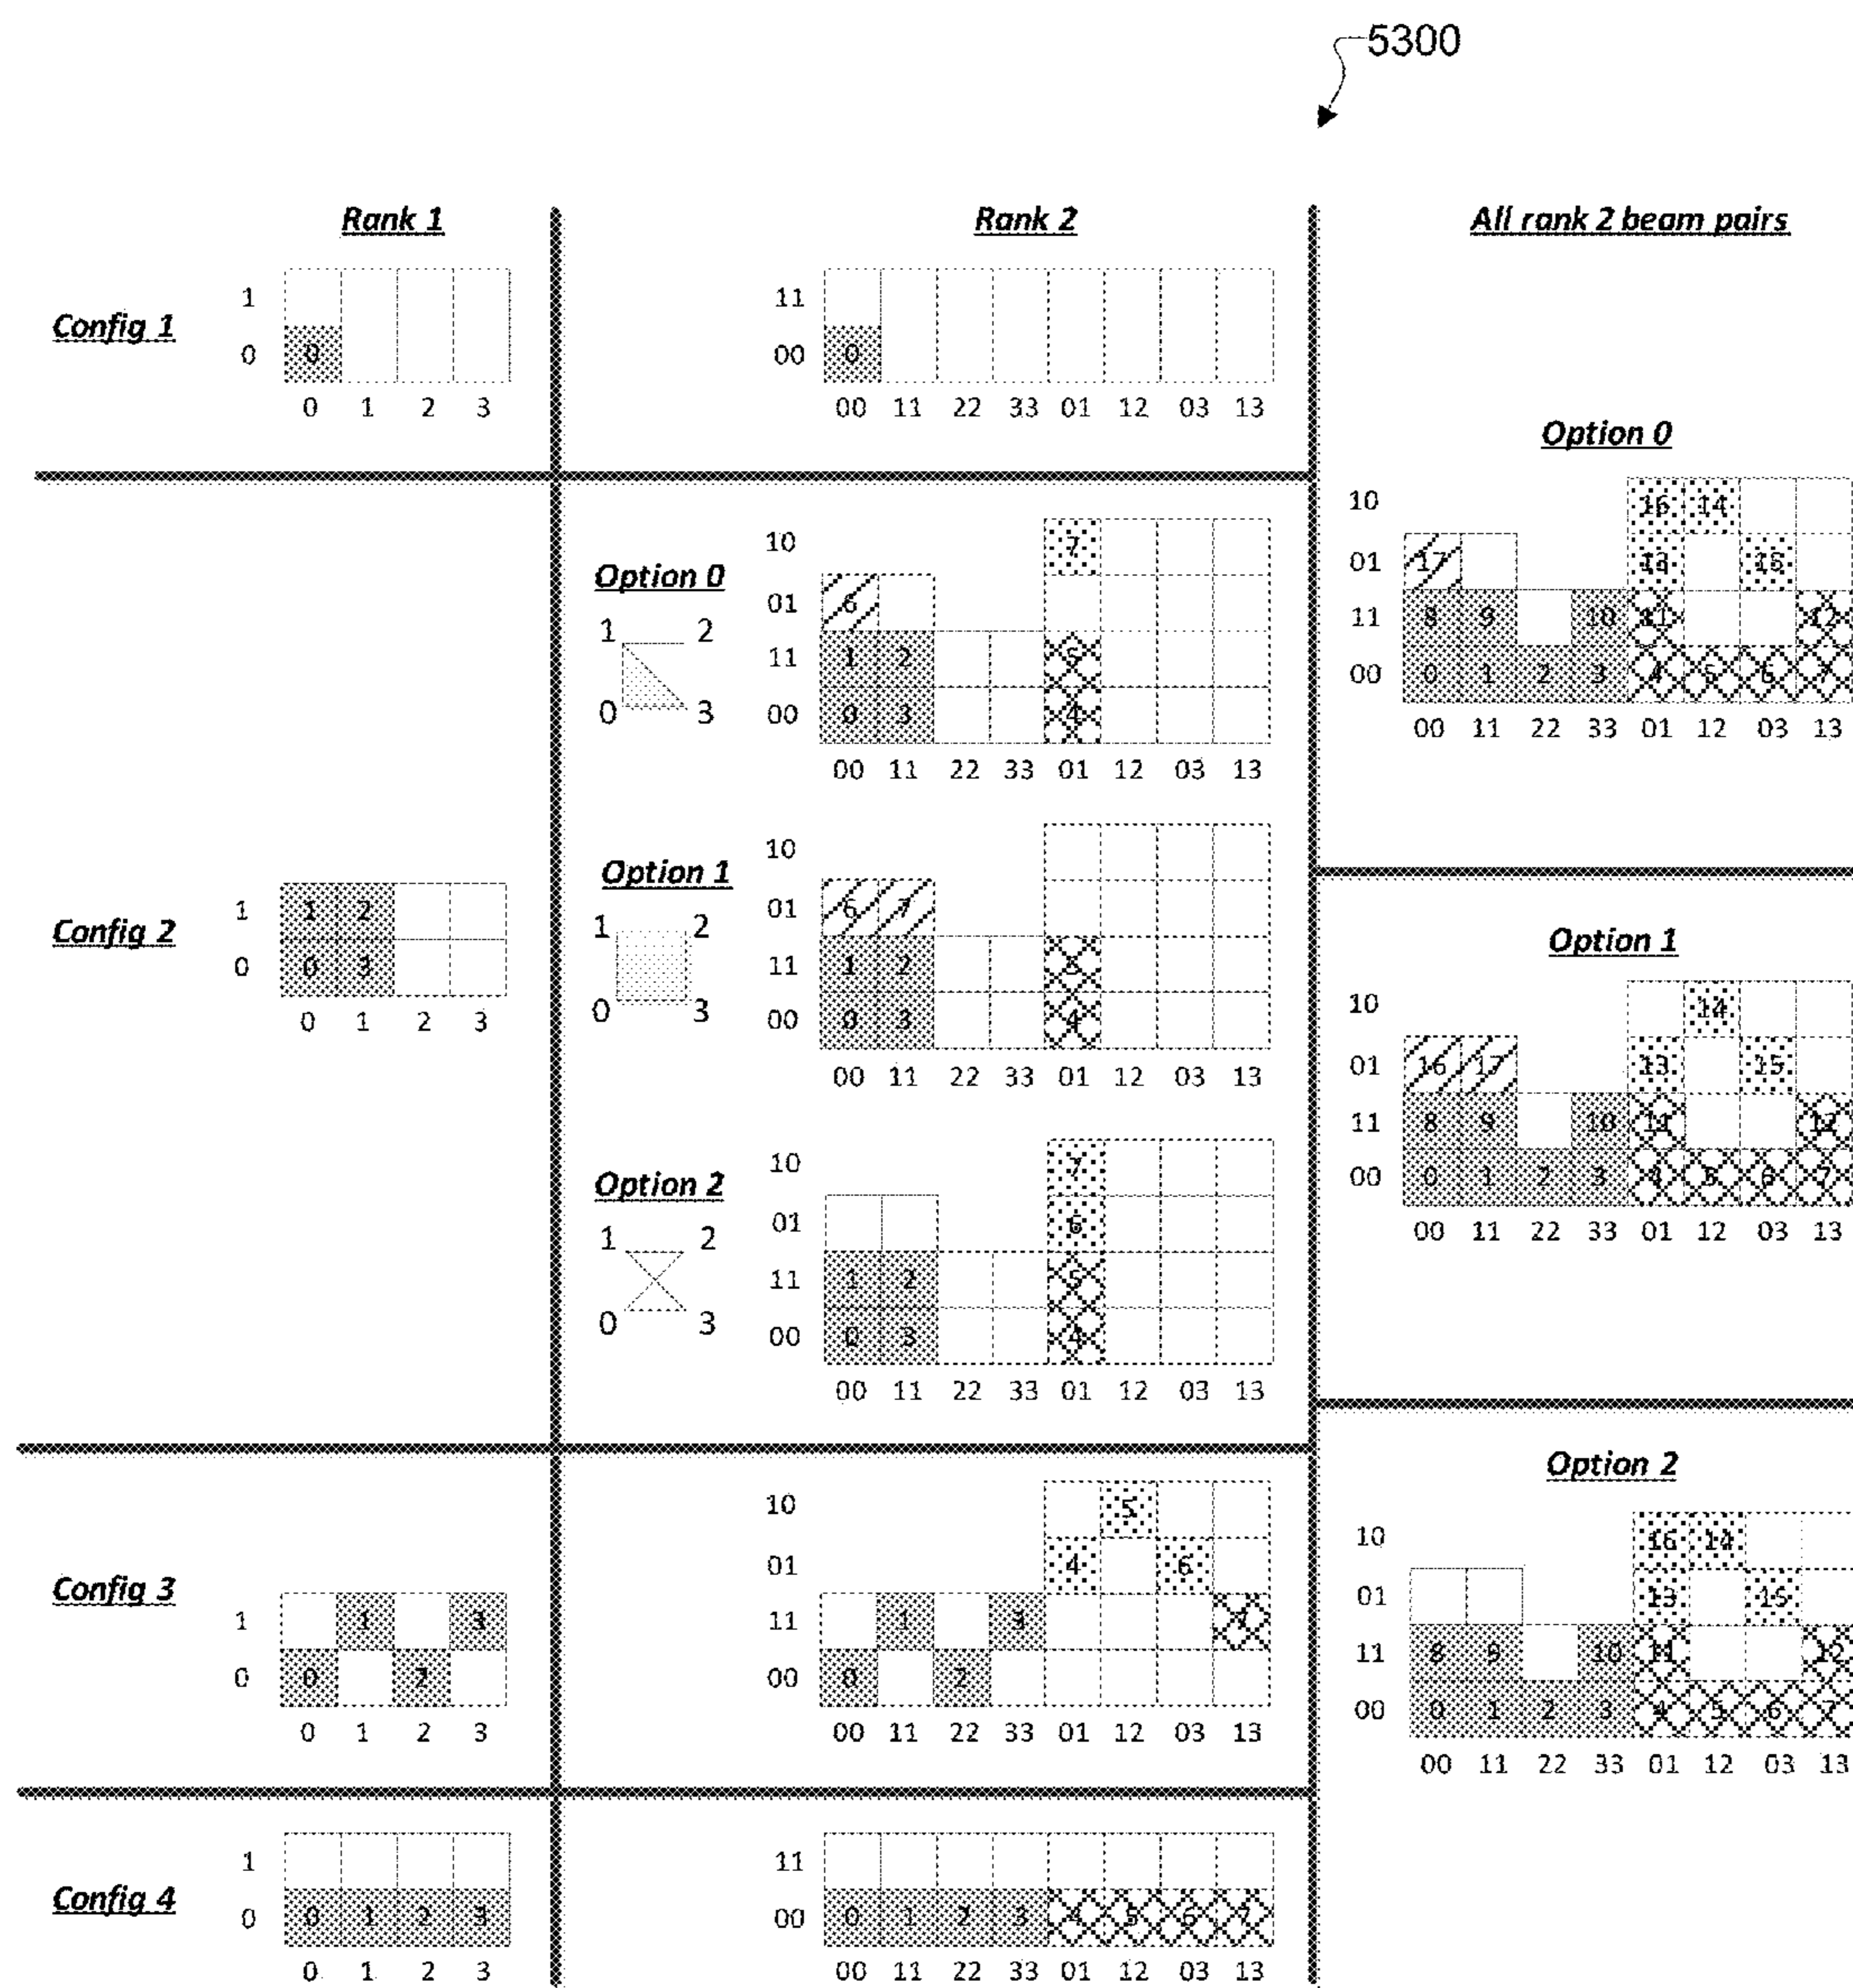 5300
Rank 1
Rank 2
All rank 2 beam pairs
Config 1
1
0
0
0 1 2 3
11
00
0
00 11 22 33 01 12 03 13
Option 0
10 16 14
01 17 13 15
11 8 9 10 11 12
00 0 1 2 3 4 5 6 7
00 11 22 33 01 12 03 13
Config 2
1 1 2
0 0 3
0 1 2 3
Option 0
1 2
0 3
10 7
01 6
11 1 2 5
00 0 3 4
00 11 22 33 01 12 03 13
Option 1
1 2
0 3
10
01 6 7
11 1 2 5
00 0 3 4
00 11 22 33 01 12 03 13
Option 2
1 2
0 3
10 7
01 6
11 1 2 5
00 0 3 4
00 11 22 33 01 12 03 13
Option 1
10 14
01 16 17 13 15
11 8 9 10 11 12
00 0 1 2 3 4 5 6 7
00 11 22 33 01 12 03 13
Config 3
1 1 3
0 0 2
0 1 2 3
10 5
01 4 6
11 1 3 7
00 0 2
00 11 22 33 01 12 03 13
Option 2
10 16 14
01 13 15
11 8 9 10 11 12
00 0 1 2 3 4 5 6 7
00 11 22 33 01 12 03 13
Config 4
1
0 0 1 2 3
0 1 2 3
11
00 0 1 2 3 4 5 6 7
00 11 22 33 01 12 03 13